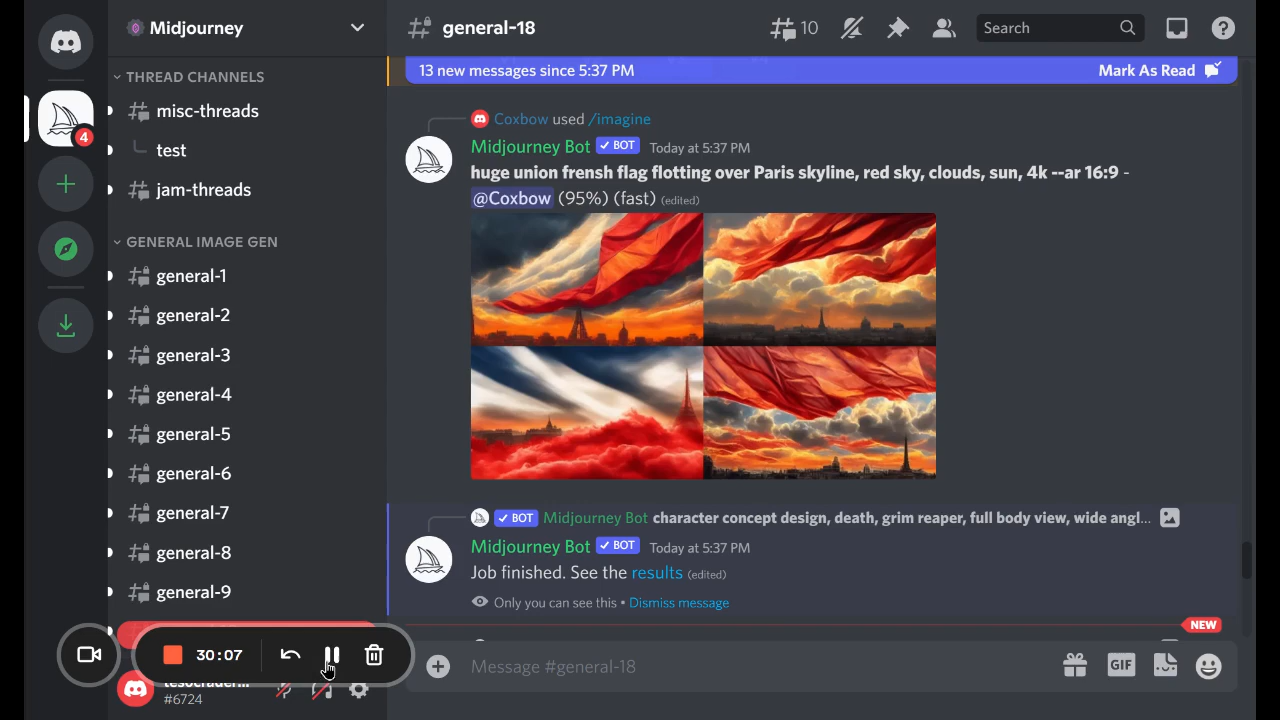 Midjourney
general-18
10
Search
THREAD CHANNELS
misc-threads
test
jam-threads
GENERAL IMAGE GEN
general-1
general-2
general-3
general-4
general-5
general-6
general-7
general-8
general-9
4
30:07
#6724
13 new messages since 5:37 PM
Mark As Read
Coxbow used /imagine
Midjourney Bot ✓ BOT Today at 5:37 PM
huge union frensh flag flotting over Paris skyline, red sky, clouds, sun, 4k --ar 16:9 -
@Coxbow (95%) (fast) (edited)
✓ BOT Midjourney Bot character concept design, death, grim reaper, full body view, wide angl...
Midjourney Bot ✓ BOT Today at 5:37 PM
Job finished. See the results (edited)
Only you can see this • Dismiss message
NEW
Message #general-18
GIF